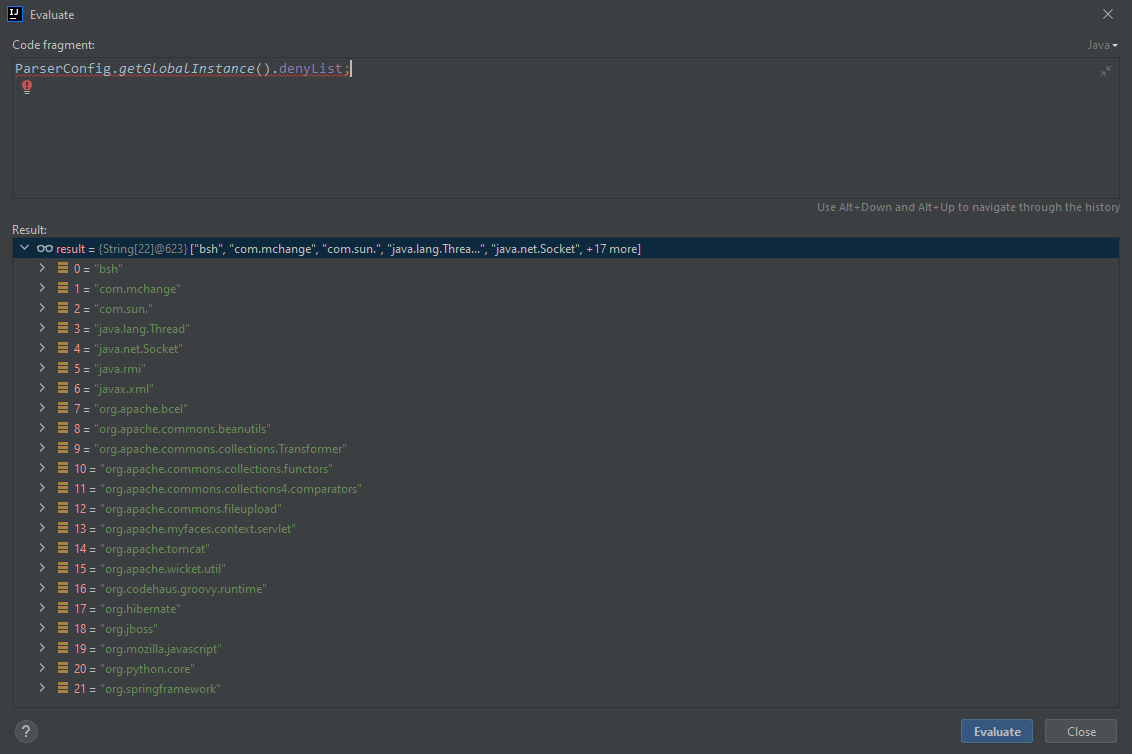 IJ Evaluate
Code fragment: Java
ParserConfig.getGlobalInstance().denyList;
Use Alt+Down and Alt+Up to navigate through the history
Result:
result = {String[22]@623} ["bsh", "com.mchange", "com.sun.", "java.lang.Threa...", "java.net.Socket", +17 more]
0 = "bsh"
1 = "com.mchange"
2 = "com.sun."
3 = "java.lang.Thread"
4 = "java.net.Socket"
5 = "java.rmi"
6 = "javax.xml"
7 = "org.apache.bcel"
8 = "org.apache.commons.beanutils"
9 = "org.apache.commons.collections.Transformer"
10 = "org.apache.commons.collections.functors"
11 = "org.apache.commons.collections4.comparators"
12 = "org.apache.commons.fileupload"
13 = "org.apache.myfaces.context.servlet"
14 = "org.apache.tomcat"
15 = "org.apache.wicket.util"
16 = "org.codehaus.groovy.runtime"
17 = "org.hibernate"
18 = "org.jboss"
19 = "org.mozilla.javascript"
20 = "org.python.core"
21 = "org.springframework"
? Evaluate Close